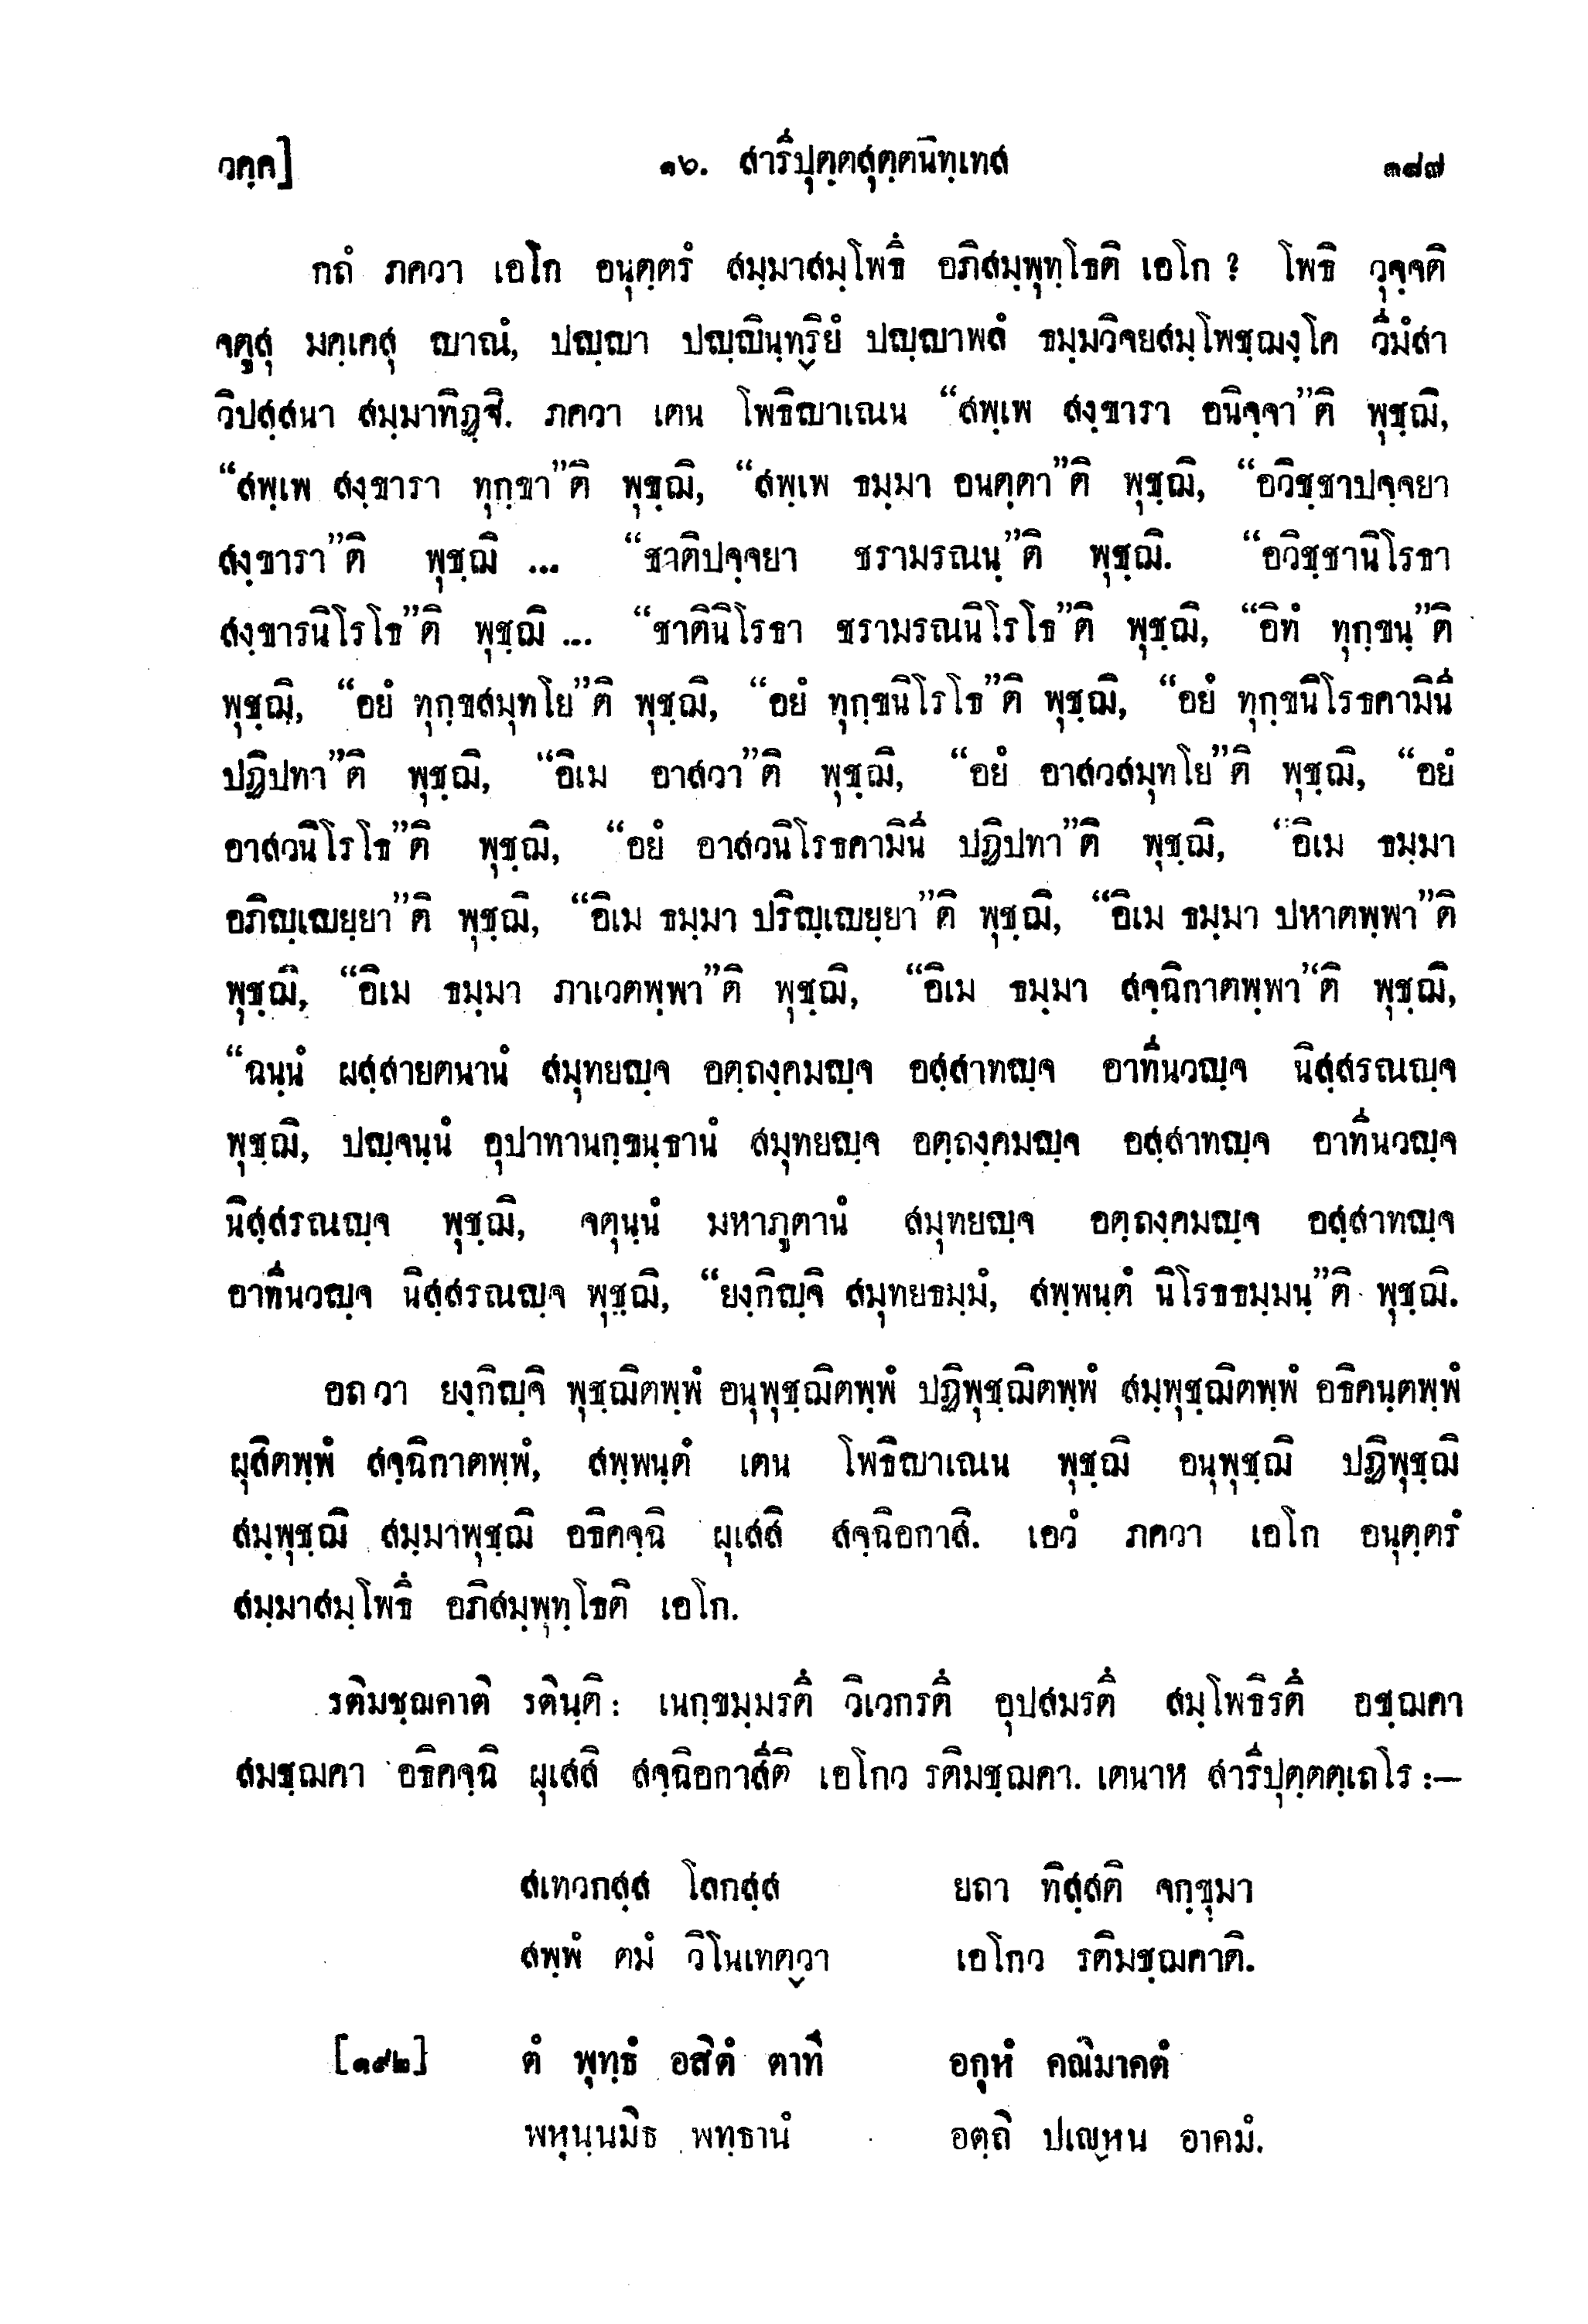 วคฺค]
๑๖. สารีปุตฺตสุตฺตนิทฺเทส
๓๘๗
กถํ ภควา เอโก อนุตฺตรํ สมฺมาสมฺโพธึ อภิสมฺพุทฺโธติ เอโก ? โพธิ วุจฺจติ
จตูสุ มคฺเคสุ ญาณํ, ปญฺญา ปญฺญินฺทฺริยํ ปญฺญาพลํ ธมฺมวิจยสมฺโพชฺฌงฺโค วีมํสา
วิปสฺสนา สมฺมาทิฏฺฐิ. ภควา เตน โพธิญาเณน “สพฺเพ สงฺขารา อนิจฺจา”ติ พุชฺฌิ,
“สพฺเพ สงฺขารา ทุกฺขา”ติ พุชฺฌิ, “สพฺเพ ธมฺมา อนตฺตา”ติ พุชฺฌิ, “อวิชฺชาปจฺจยา
สงฺขารา”ติ พุชฺฌิ ... “ชาติปจฺจยา ชรามรณนฺ”ติ พุชฺฌิ. “อวิชฺชานิโรธา
สงฺขารนิโรโธ”ติ พุชฺฌิ ... “ชาตินิโรธา ชรามรณนิโรโธ”ติ พุชฺฌิ, “อิทํ ทุกฺขนฺ”ติ
พุชฺฌิ, “อยํ ทุกฺขสมุทโย”ติ พุชฺฌิ, “อยํ ทุกฺขนิโรโธ”ติ พุชฺฌิ, “อยํ ทุกฺขนิโรธคามินี
ปฏิปทา”ติ พุชฺฌิ, “อิเม อาสวา”ติ พุชฺฌิ, “อยํ อาสวสมุทโย”ติ พุชฺฌิ, “อยํ
อาสวนิโรโธ”ติ พุชฺฌิ, “อยํ อาสวนิโรธคามินี ปฏิปทา”ติ พุชฺฌิ, “อิเม ธมฺมา
อภิญฺเญยฺยา”ติ พุชฺฌิ, “อิเม ธมฺมา ปริญฺเญยฺยา”ติ พุชฺฌิ, “อิเม ธมฺมา ปหาตพฺพา”ติ
พุชฺฌิ, “อิเม ธมฺมา ภาเวตพฺพา”ติ พุชฺฌิ, “อิเม ธมฺมา สจฺฉิกาตพฺพา“ติ พุชฺฌิ,
“ฉนฺนํ ผสฺสายตนานํ สมุทยญฺจ อตฺถงฺคมญฺจ อสฺสาทญฺจ อาทีนวญฺจ นิสฺสรณญฺจ
พุชฺฌิ, ปญฺจนฺนํ อุปาทานกฺขนฺธานํ สมุทยญฺจ อตฺถงฺคมญฺจ อสฺสาทญฺจ อาทีนวญฺจ
นิสฺสรณญฺจ พุชฺฌิ, จตุนฺนํ มหาภูตานํ สมุทยญฺจ อตฺถงฺคมญฺจ อสฺสาทญฺจ
อาทีนวญฺจ นิสฺสรณญฺจ พุชฺฌิ, “ยงฺกิญฺจิ สมุทยธมฺมํ, สพฺพนฺตํ นิโรธธมฺมนฺ”ติ พุชฺฌิ.
อถ วา ยงฺกิญฺจิ พุชฺฌิตพฺพํ อนุพุชฺฌิตพฺพํ ปฏิพุชฺฌิตพฺพํ สมฺพุชฺฌิตพฺพํ อธิคนฺตพฺพํ
ผุสิตพฺพํ สจฺฉิกาตพฺพํ, สพฺพนฺตํ เตน โพธิญาเณน พุชฺฌิ อนุพุชฺฌิ ปฏิพุชฺฌิ
สมฺพุชฺฌิ สมฺมาพุชฺฌิ อธิคจฺฉิ ผุเสสิ สจฺฉิอกาสิ. เอวํ ภควา เอโก อนุตฺตรํ
สมฺมาสมฺโพธึ อภิสมฺพุทฺโธติ เอโก.
รติมชฺฌคาติ รตินฺติ : เนกฺขมฺมรตึ วิเวกรตึ อุปสมรตึ สมฺโพธิรตึ อชฺฌคา
สมชฺฌคา อธิคจฺฉิ ผุเสสิ สจฺฉิอกาสีติ เอโกว รติมชฺฌคา. เตนาห สารีปุตฺตตฺเถโร :—
สเทวกสฺส โลกสฺส ยถา ทิสฺสติ จกฺขุมา
สพฺพํ ตมํ วิโนเทตฺวา เอโกว รติมชฺฌคาติ.
[๑๙๒] ตํ พุทฺธํ อสิตํ ตาทึ อกุหํ คณิมาคตํ
พหุนฺนมิธ พทฺธานํ อตฺถิ ปเญฺหน อาคมํ.